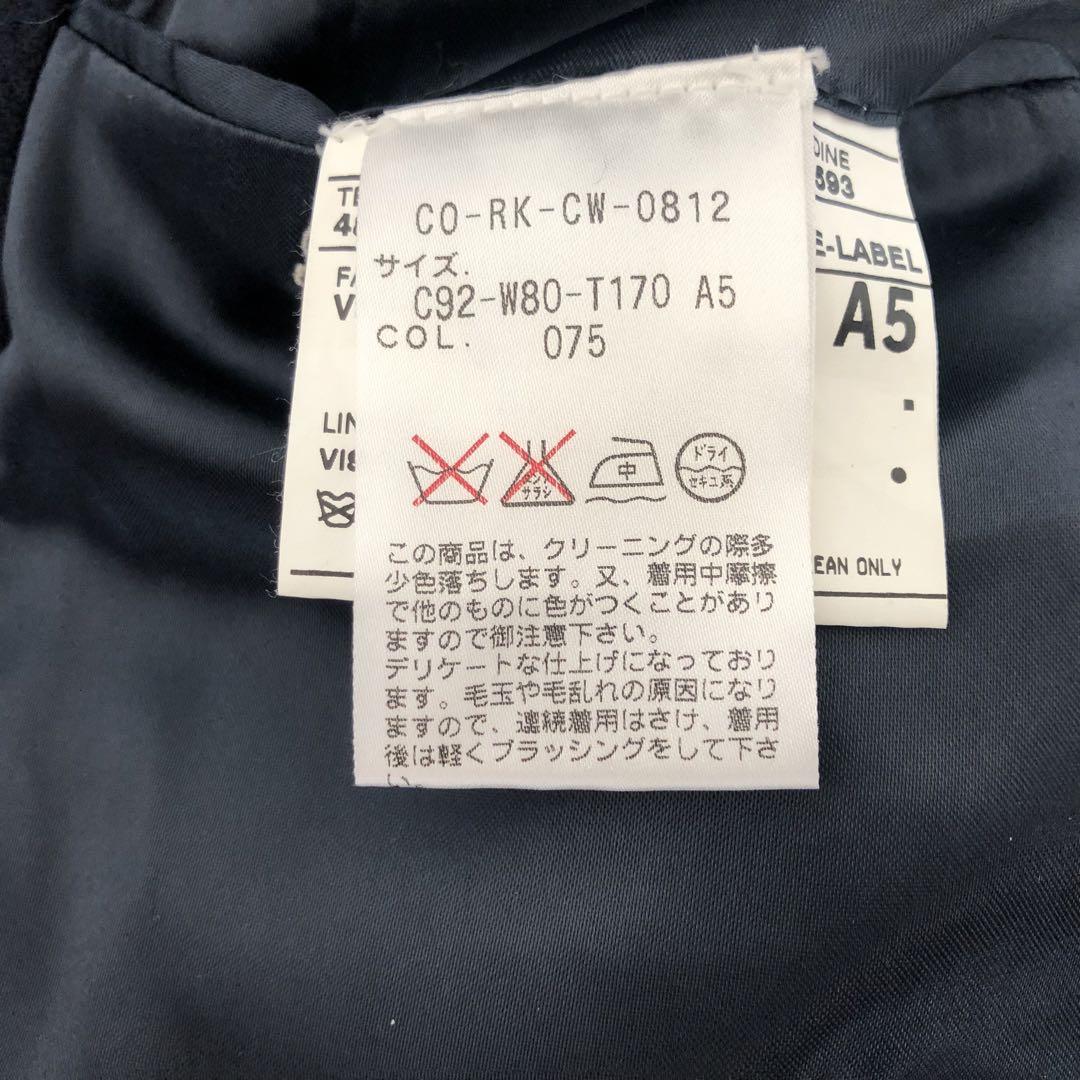 CO-RK-CW-0812
サイズ.
C92-W80-T170 A5
COL. 075
中
ドライ
セキユ系
サラシ
この商品は、クリーニングの際多
少色落ちします。又、着用中摩擦
で他のものに色がつくことがあり
ますので御注意下さい。
デリケートな仕上げになっており
ます。毛玉や毛乱れの原因になり
ますので、連続着用はさけ、着用
後は軽くブラッシングをして下さ
い。
593
E-LABEL
A5
ONLY